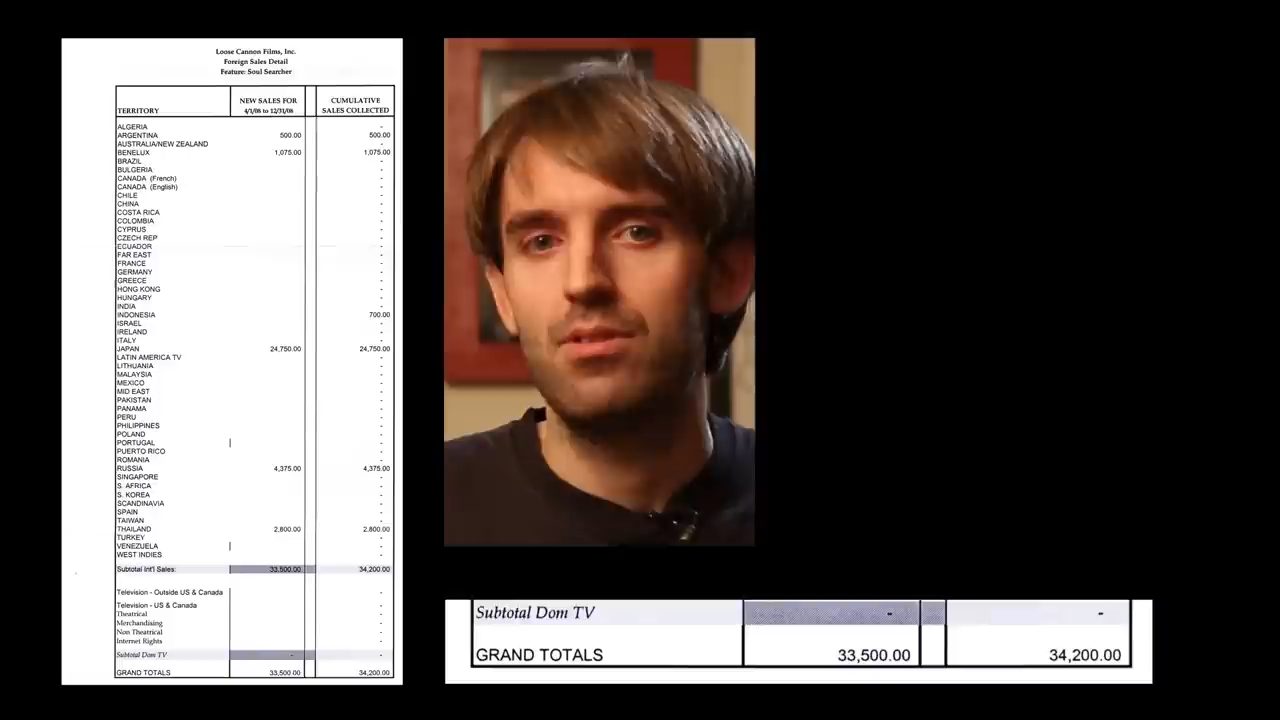 Loose Cannon Films, Inc.
Foreign Sales Detail
Feature: Soul Searcher
TERRITORY NEW SALES FOR 4/1/06 to 12/31/06 CUMULATIVE SALES COLLECTED
ALGERIA -
ARGENTINA 500.00 500.00
AUSTRALIA/NEW ZEALAND -
BENELUX 1,075.00 1,075.00
BRAZIL -
BULGERIA -
CANADA (French) -
CANADA (English) -
CHILE -
CHINA -
COSTA RICA -
COLOMBIA -
CYPRUS -
CZECH REP -
ECUADOR -
FAR EAST -
FRANCE -
GERMANY -
GREECE -
HONG KONG -
HUNGARY -
INDIA -
INDONESIA 700.00
ISRAEL -
IRELAND -
ITALY -
JAPAN 24,750.00 24,750.00
LATIN AMERICA TV -
LITHUANIA -
MALAYSIA -
MEXICO -
MID EAST -
PAKISTAN -
PANAMA -
PERU -
PHILIPPINES -
POLAND -
PORTUGAL -
PUERTO RICO -
ROMANIA -
RUSSIA 4,375.00 4,375.00
SINGAPORE -
S. AFRICA -
S. KOREA -
SCANDINAVIA -
SPAIN -
TAIWAN -
THAILAND 2,800.00 2,800.00
TURKEY -
VENEZUELA -
WEST INDIES -
Subtotal Int'l Sales: 33,500.00 34,200.00
Television - Outside US & Canada -
Television - US & Canada -
Theatrical -
Merchandising -
Non Theatrical -
Internet Rights -
Subtotal Dom TV - -
GRAND TOTALS 33,500.00 34,200.00
Subtotal Dom TV - -
GRAND TOTALS 33,500.00 34,200.00